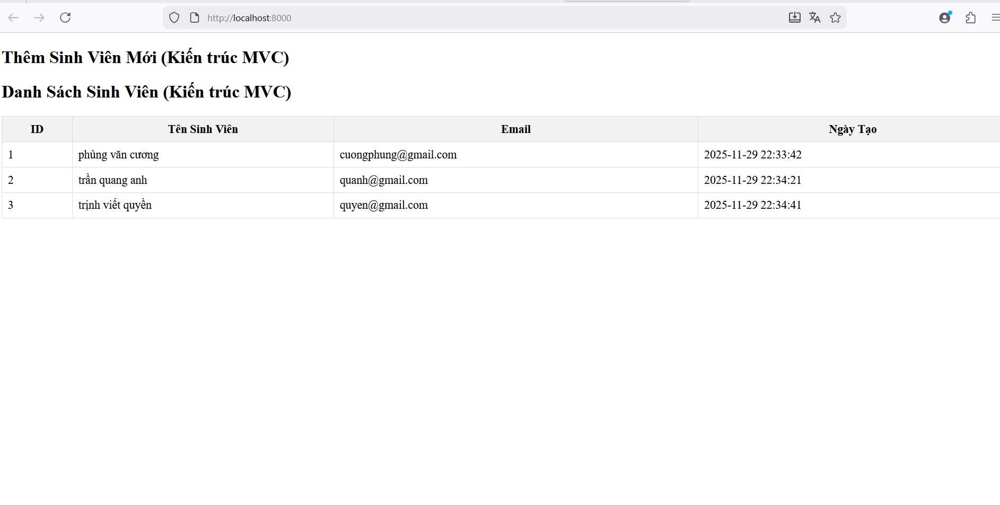 http://localhost:8000
Thêm Sinh Viên Mới (Kiến trúc MVC)
Danh Sách Sinh Viên (Kiến trúc MVC)
ID Tên Sinh Viên Email Ngày Tạo
1 phùng văn cương cuongphung@gmail.com 2025-11-29 22:33:42
2 trần quang anh quanh@gmail.com 2025-11-29 22:34:21
3 trịnh viết quyền quyen@gmail.com 2025-11-29 22:34:41